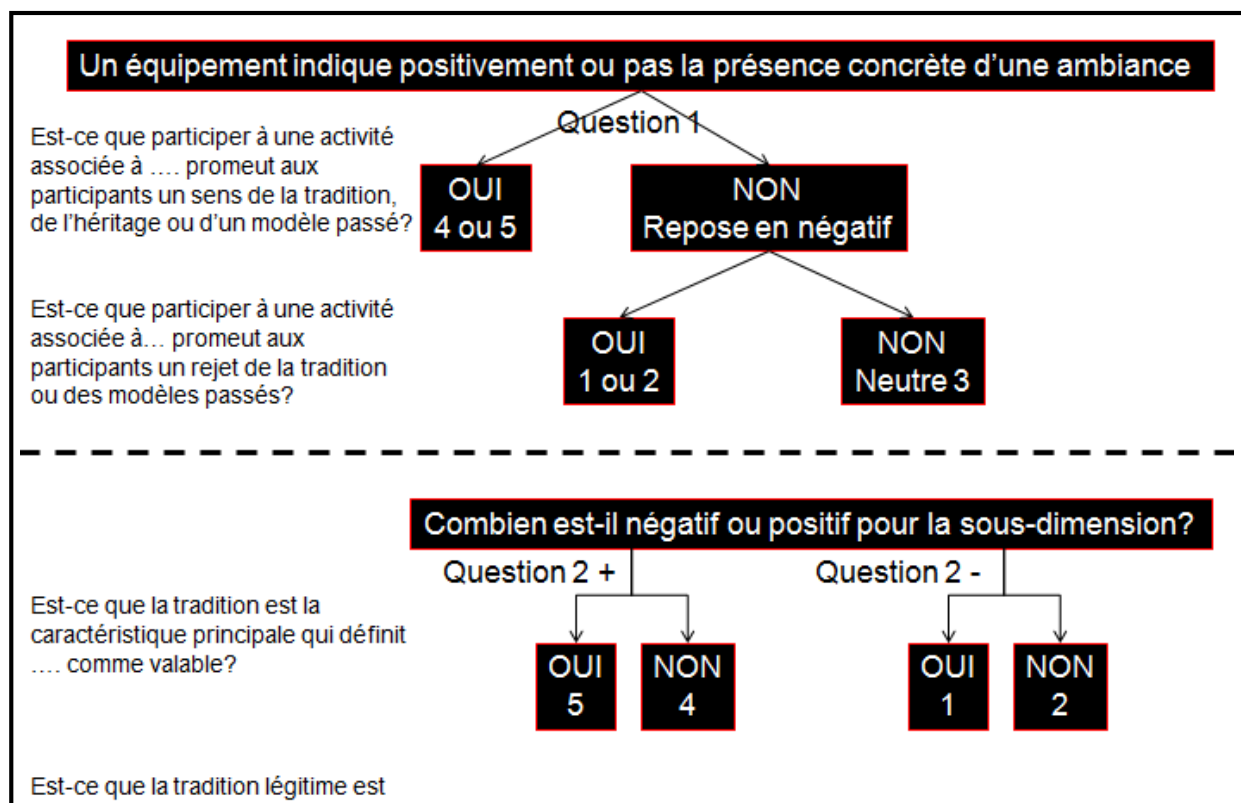 Un équipement indique positivement ou pas la présence concrète d'une ambiance
Question 1
Est-ce que participer à une activité
associée à .... promeut aux
participants un sens de la tradition,
de l'héritage ou d'un modèle passé?
OUI
4 ou 5
NON
Repose en négatif
Est-ce que participer à une activité
associée à... promeut aux
participants un rejet de la tradition
ou des modèles passés?
OUI
1 ou 2
NON
Neutre 3
Combien est-il négatif ou positif pour la sous-dimension?
Question 2 +
Question 2 -
Est-ce que la tradition est la
caractéristique principale qui définit
.... comme valable?
OUI
5
NON
4
OUI
1
NON
2
Est-ce que la tradition légitime est